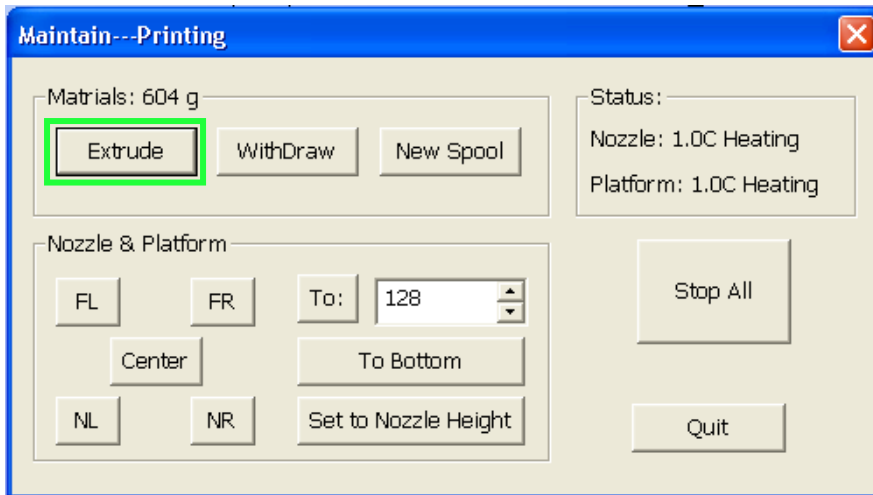 Maintain---Printing
Matrials: 604 g
Extrude WithDraw New Spool
Status:
Nozzle: 1.0C Heating
Platform: 1.0C Heating
Nozzle & Platform
FL FR To: 128
Center To Bottom
NL NR Set to Nozzle Height
Stop All
Quit